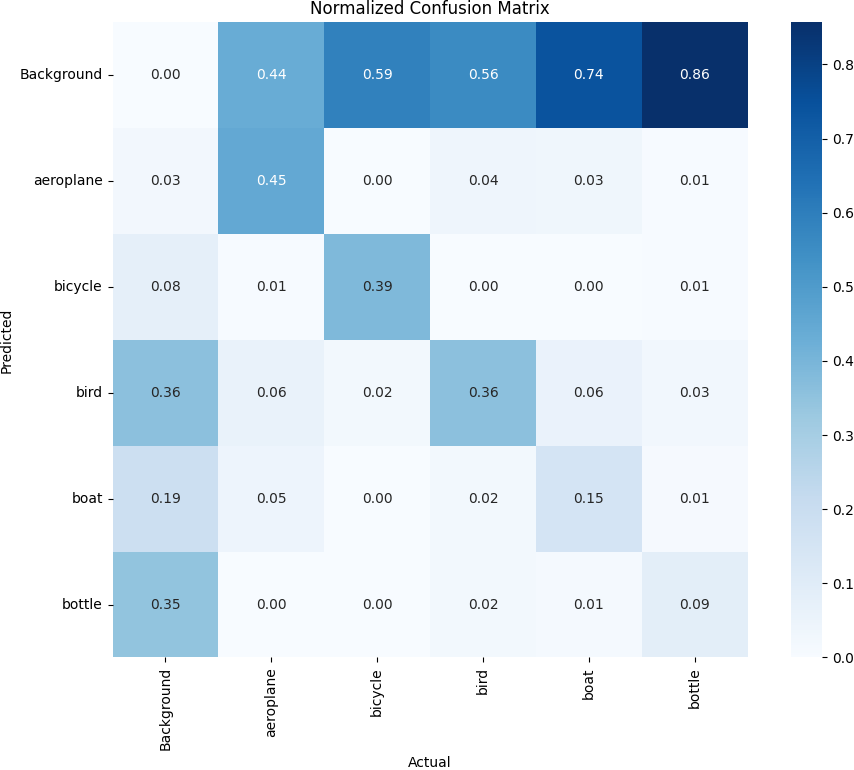 Normalized Confusion Matrix
Background 0.00 0.44 0.59 0.56 0.74 0.86
aeroplane 0.03 0.45 0.00 0.04 0.03 0.01
bicycle 0.08 0.01 0.39 0.00 0.00 0.01
bird 0.36 0.06 0.02 0.36 0.06 0.03
boat 0.19 0.05 0.00 0.02 0.15 0.01
bottle 0.35 0.00 0.00 0.02 0.01 0.09
Predicted
Background aeroplane bicycle bird boat bottle
Actual
0.8
0.7
0.6
0.5
0.4
0.3
0.2
0.1
0.0